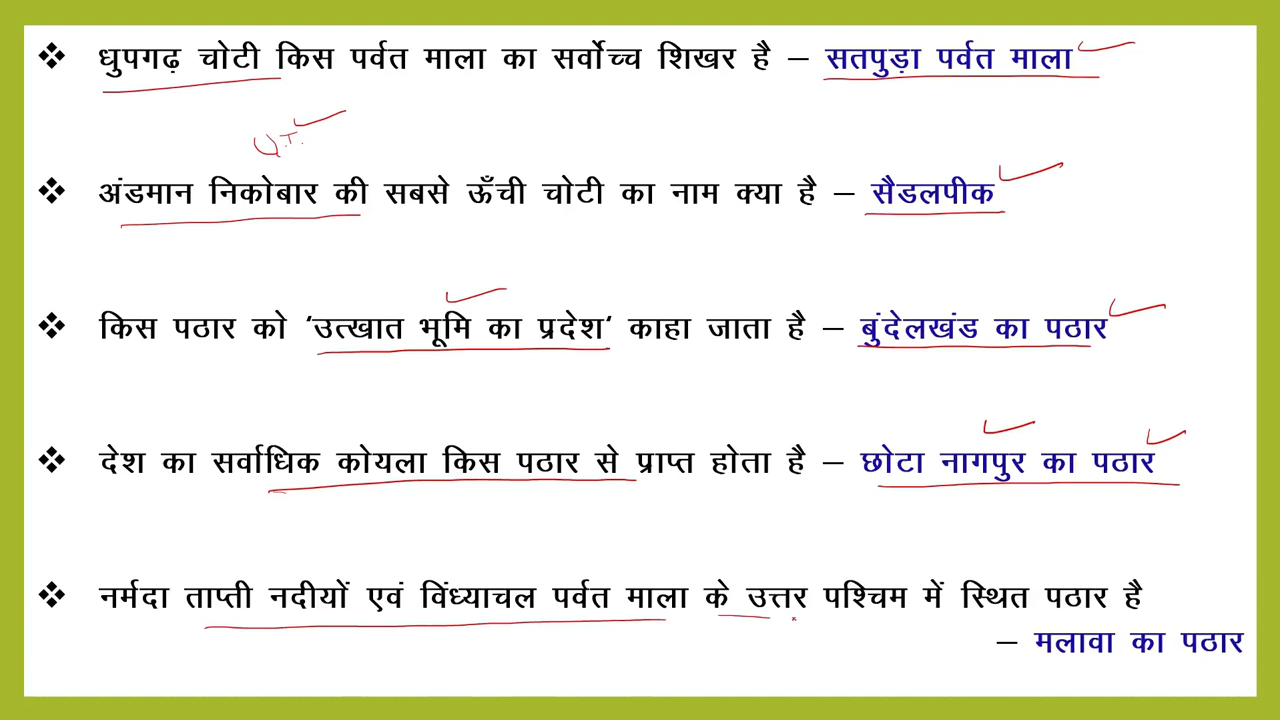 ❖ धुपगढ़ चोटी किस पर्वत माला का सर्वोच्च शिखर है – सतपुड़ा पर्वत माला
U.T.
❖ अंडमान निकोबार की सबसे ऊँची चोटी का नाम क्या है – सैडलपीक
❖ किस पठार को ‘उत्खात भूमि का प्रदेश‘ काहा जाता है – बुंदेलखंड का पठार
❖ देश का सर्वाधिक कोयला किस पठार से प्राप्त होता है – छोटा नागपुर का पठार
❖ नर्मदा ताप्ती नदीयों एवं विंध्याचल पर्वत माला के उत्तर पश्चिम में स्थित पठार है
– मलावा का पठार